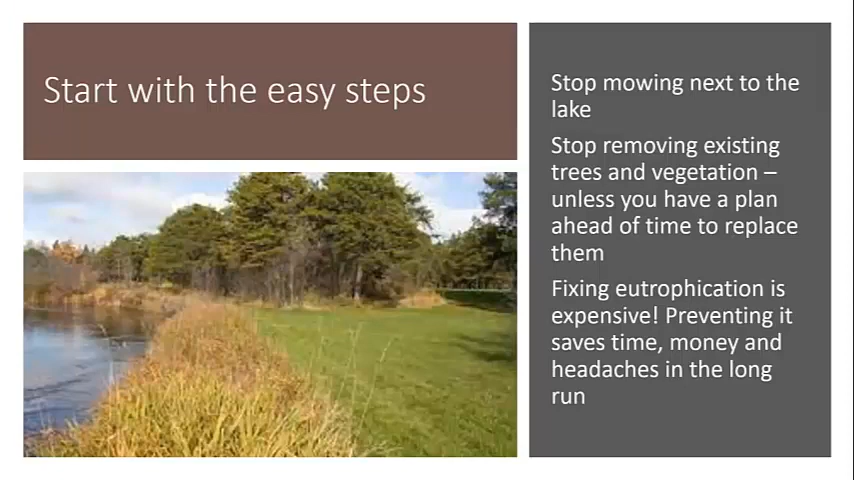 Start with the easy steps
Stop mowing next to the
lake
Stop removing existing
trees and vegetation –
unless you have a plan
ahead of time to replace
them
Fixing eutrophication is
expensive! Preventing it
saves time, money and
headaches in the long
run